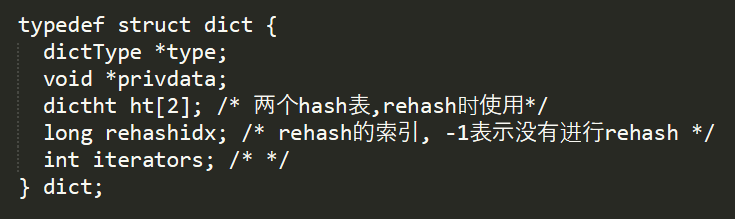 typedef struct dict {
dictType *type;
void *privdata;
dictht ht[2]; /* 两个hash表,rehash时使用*/
long rehashidx; /* rehash的索引, -1表示没有进行rehash */
int iterators; /* */
} dict;